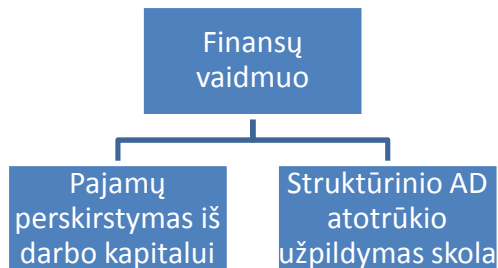 Finansų
vaidmuo
Pajamų
perskirstymas iš
darbo kapitalui
Struktūrinio AD
atotrūkio
užpildymas skola